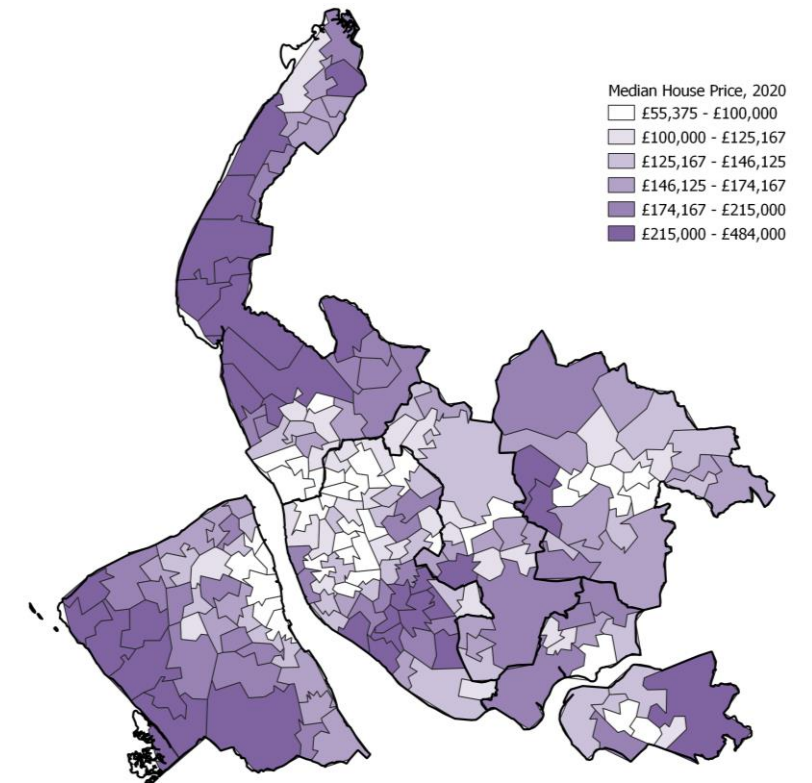 Median House Price, 2020
£55,375 - £100,000
£100,000 - £125,167
£125,167 - £146,125
£146,125 - £174,167
£174,167 - £215,000
£215,000 - £484,000